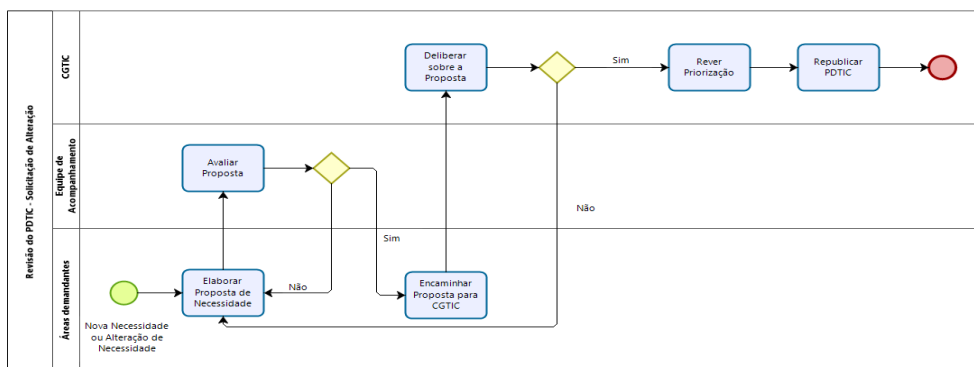 Revisão do PDTIC - Solicitação de Alteração
CGTIC
Deliberar
sobre a
Proposta
Sim
Rever
Priorização
Republicar
PDTIC
Equipe de
Acompanhamento
Avaliar
Proposta
Não
Sim
Áreas demandantes
Nova Necessidade
ou Alteração de
Necessidade
Elaborar
Proposta de
Necessidade
Não
Encaminhar
Proposta para
CGTIC